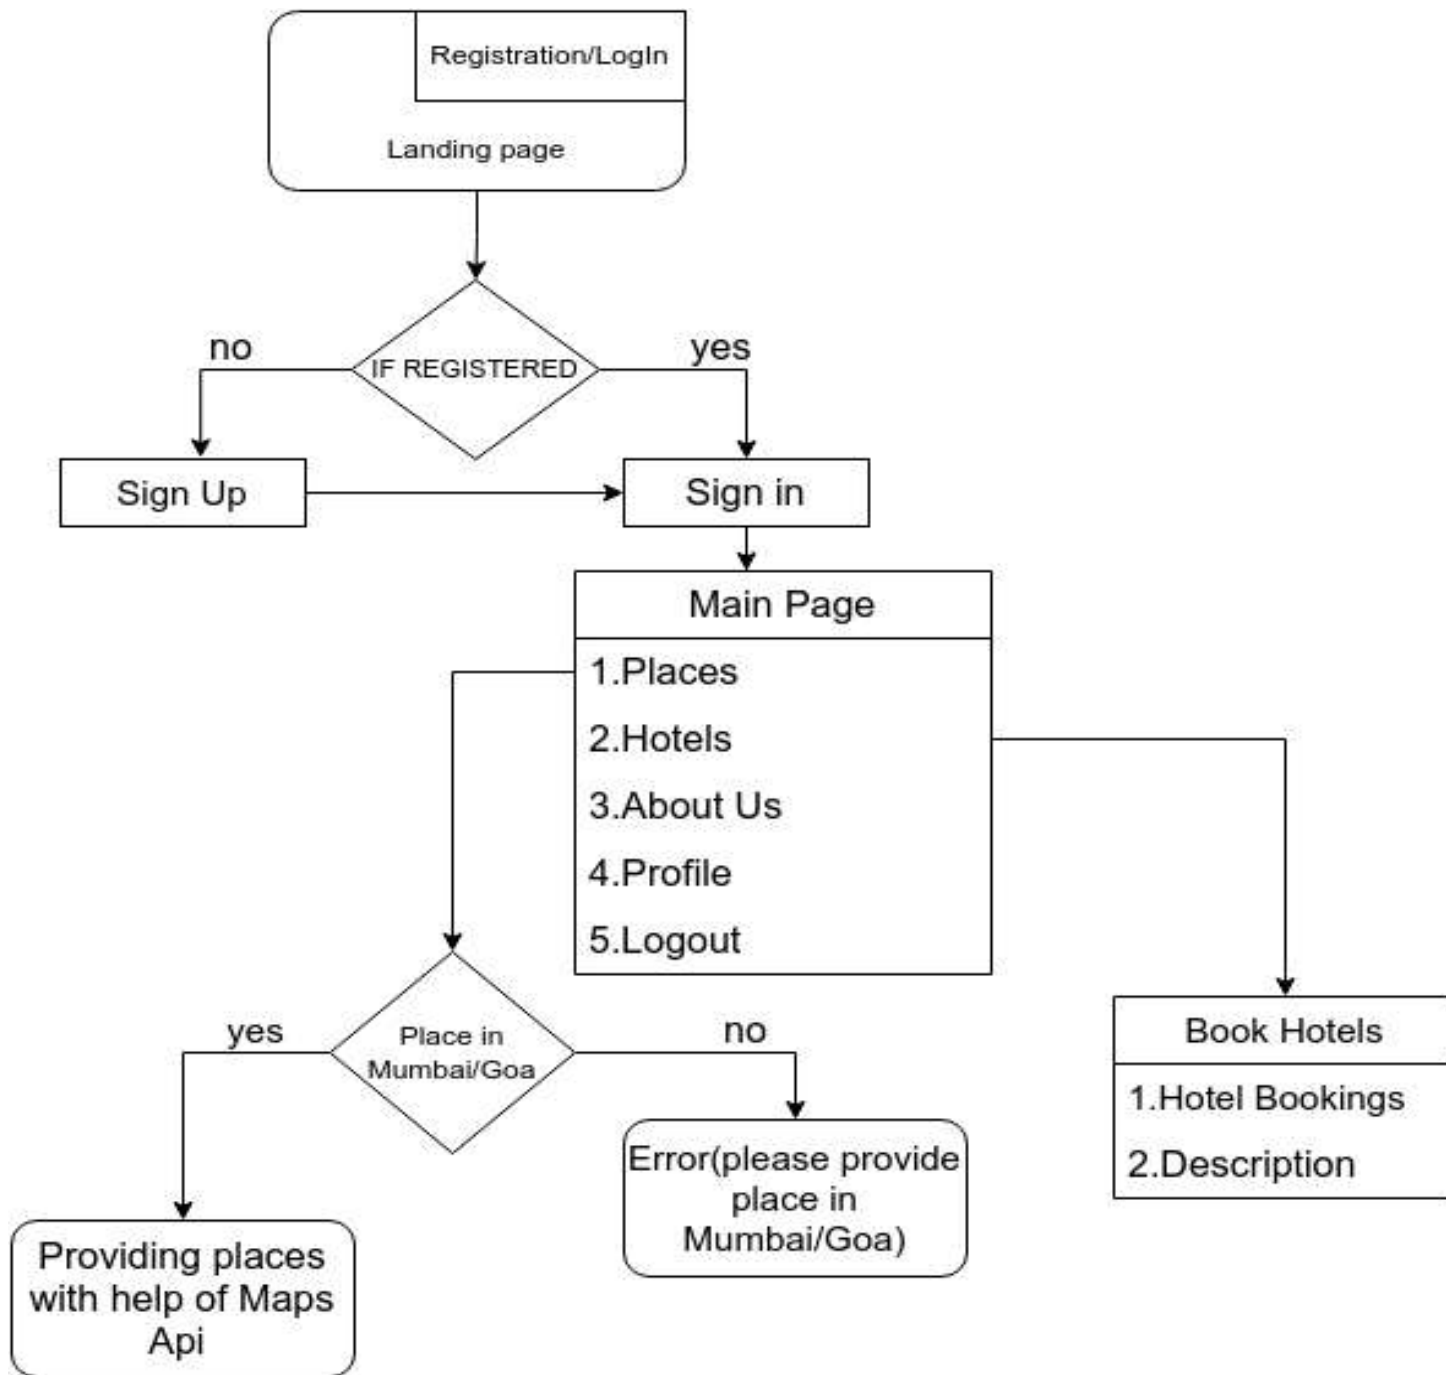 Registration/LogIn
Landing page
IF REGISTERED
no
yes
Sign Up
Sign in
Main Page
1.Places
2.Hotels
3.About Us
4.Profile
5.Logout
Place in
Mumbai/Goa
yes
no
Book Hotels
1.Hotel Bookings
2.Description
Error(please provide
place in
Mumbai/Goa)
Providing places
with help of Maps
Api